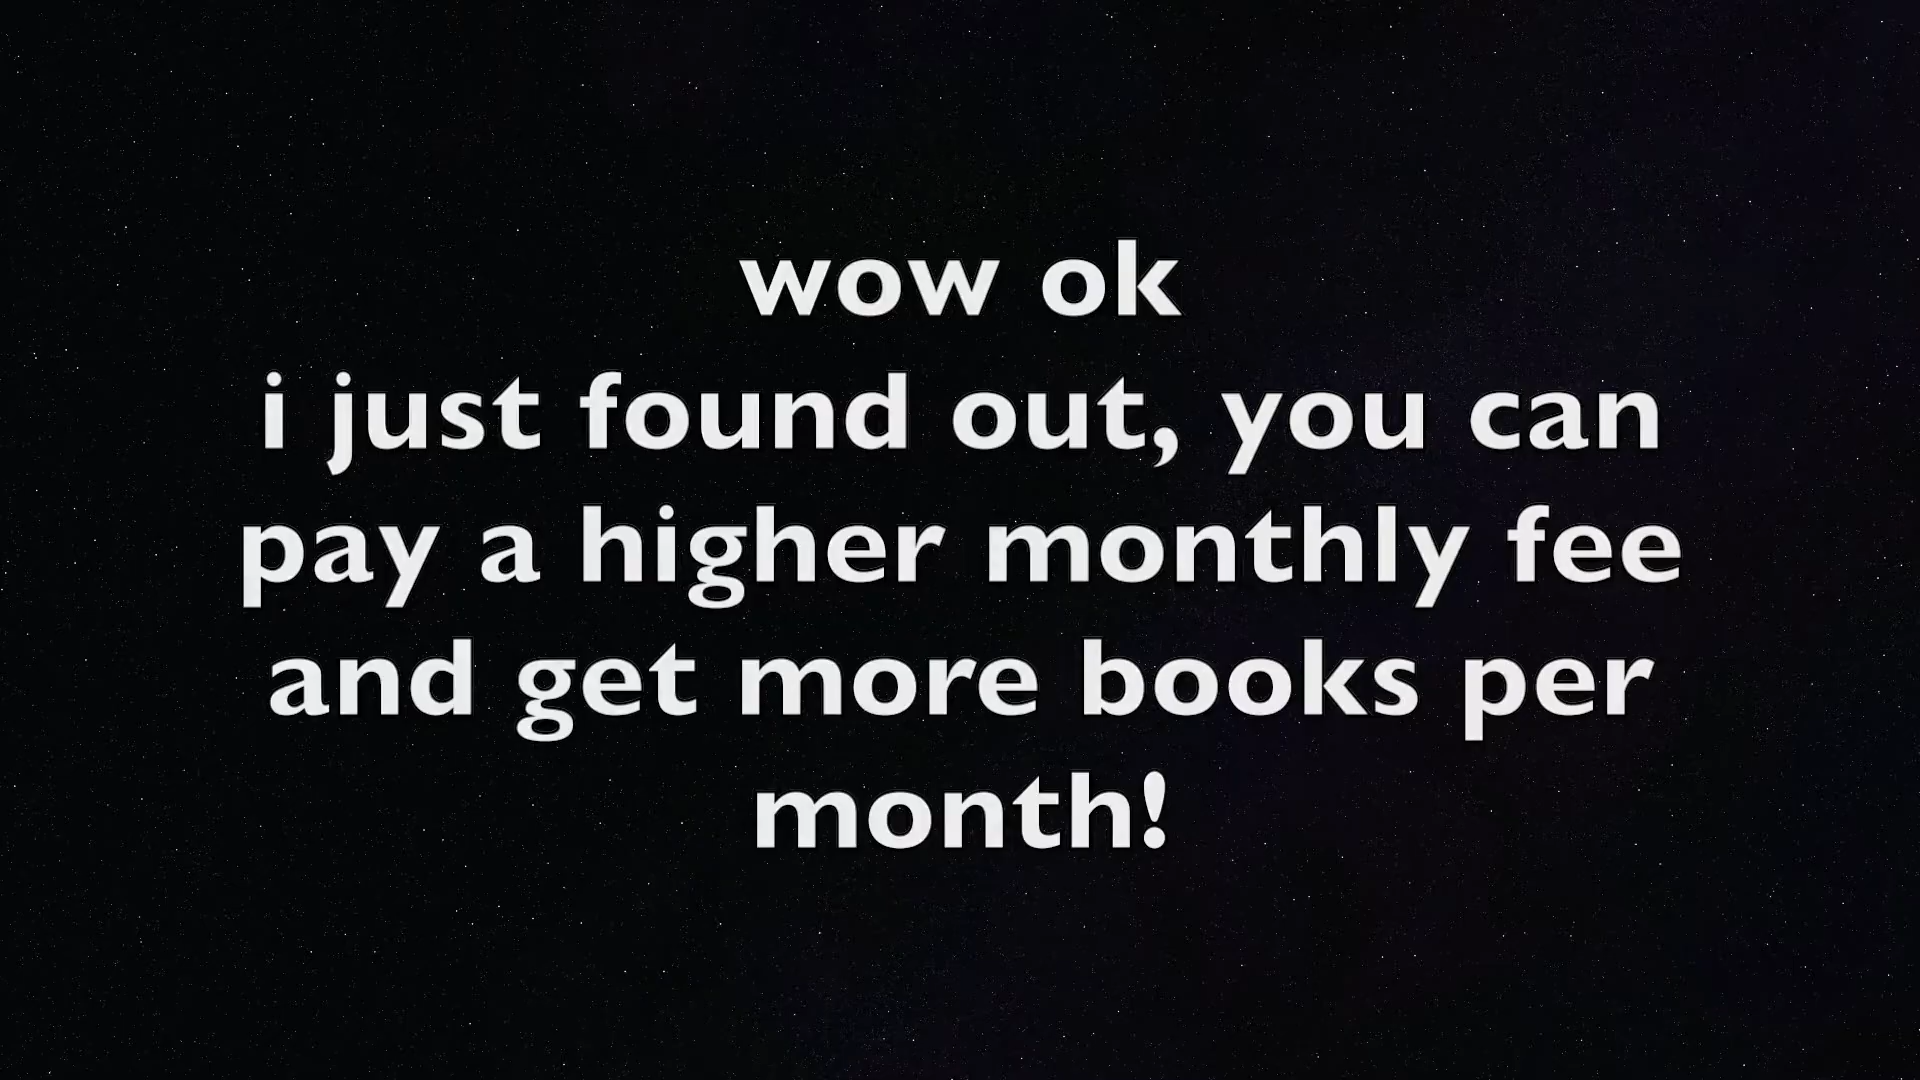 wow ok
i just found out, you can
pay a higher monthly fee
and get more books per
month!